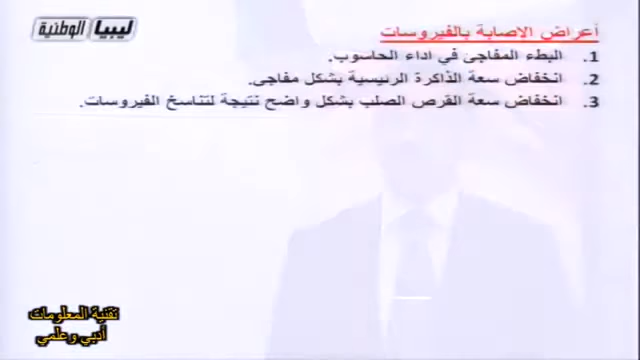 ليبيا الوطنية
أعراض الاصابة بالفيروسات
1. البطء المفاجئ في اداء الحاسوب.
2. انخفاض سعة الذاكرة الرئيسية بشكل مفاجى.
3. انخفاض سعة القرص الصلب بشكل واضح نتيجة لتناسخ الفيروسات.
تقنية المعلومات
أدبي وعلمي